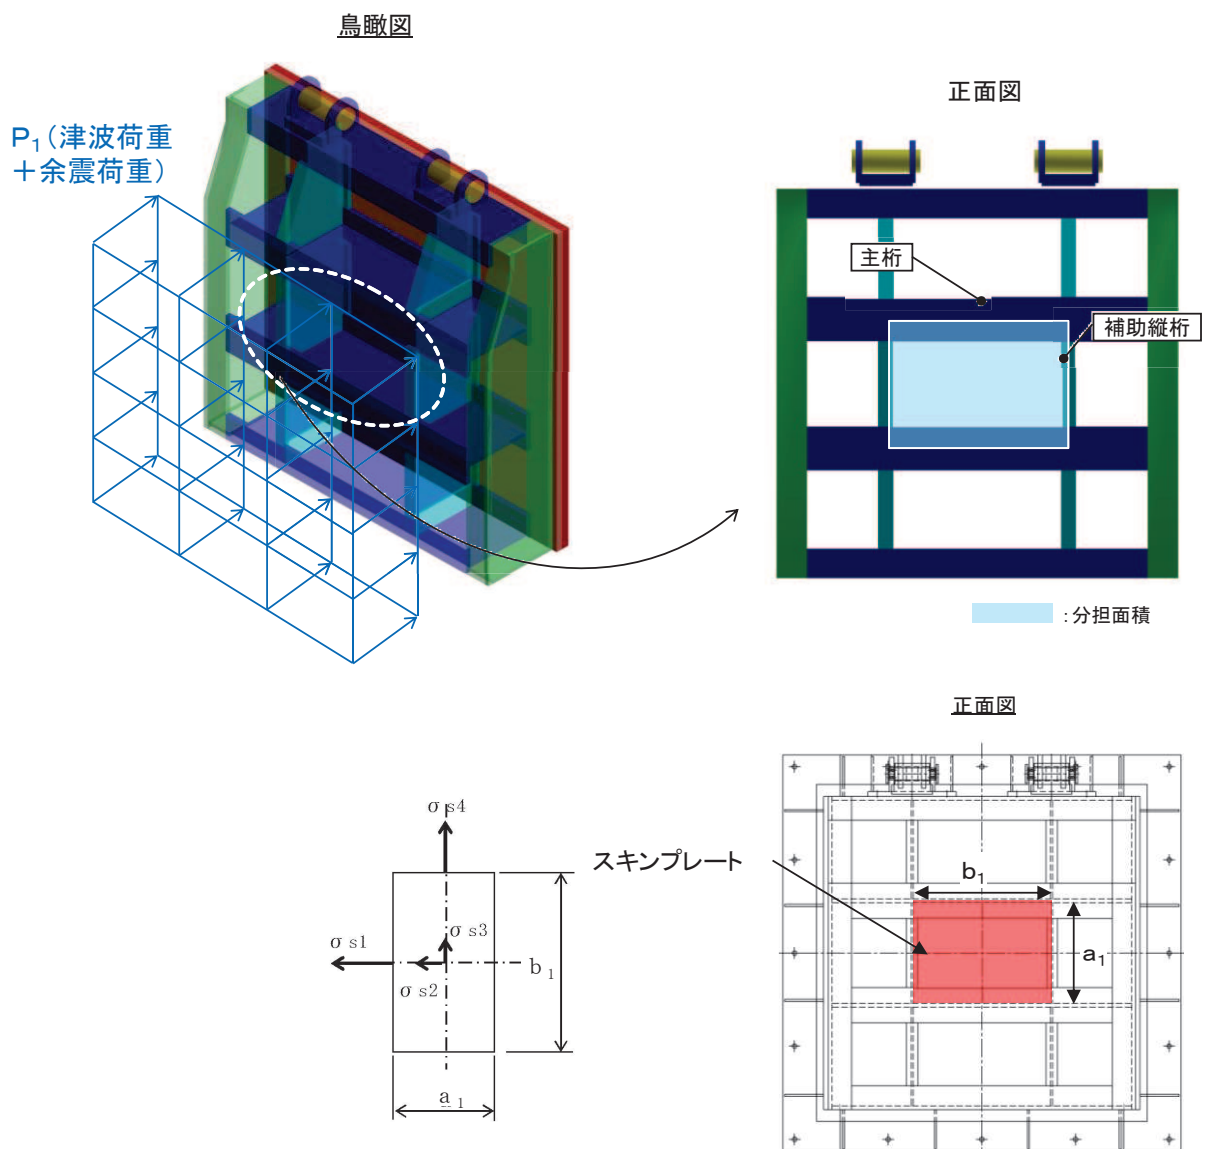 鳥瞰図
P₁(津波荷重
+余震荷重)
正面図
主桁
補助縦桁
:分担面積
正面図
スキンプレート
b₁
a₁
σ s4
σ s3
σ s1
σ s2
b ₁
a ₁